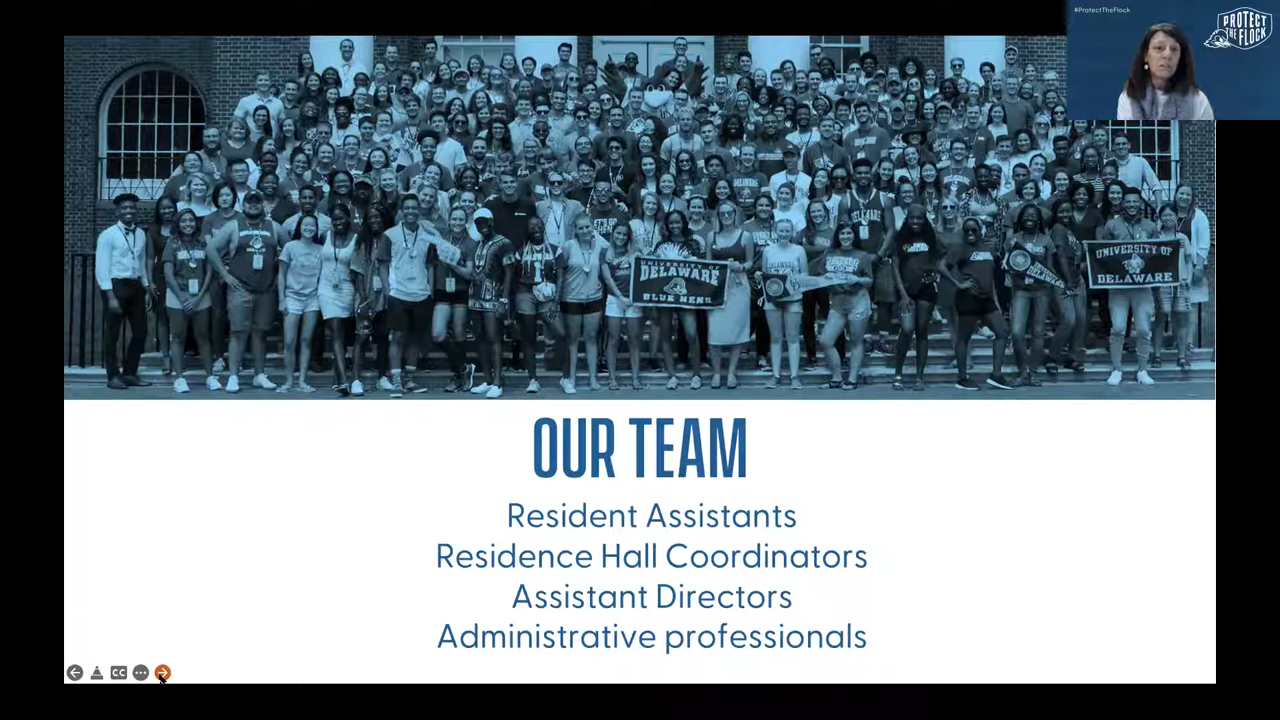 #ProtectTheFlock
PROTECT
THE FLOCK
UNIVERSITY OF
DELAWARE
BLUE HENS
UNIVERSITY OF
DELAWARE
OUR TEAM
Resident Assistants
Residence Hall Coordinators
Assistant Directors
Administrative professionals
CC